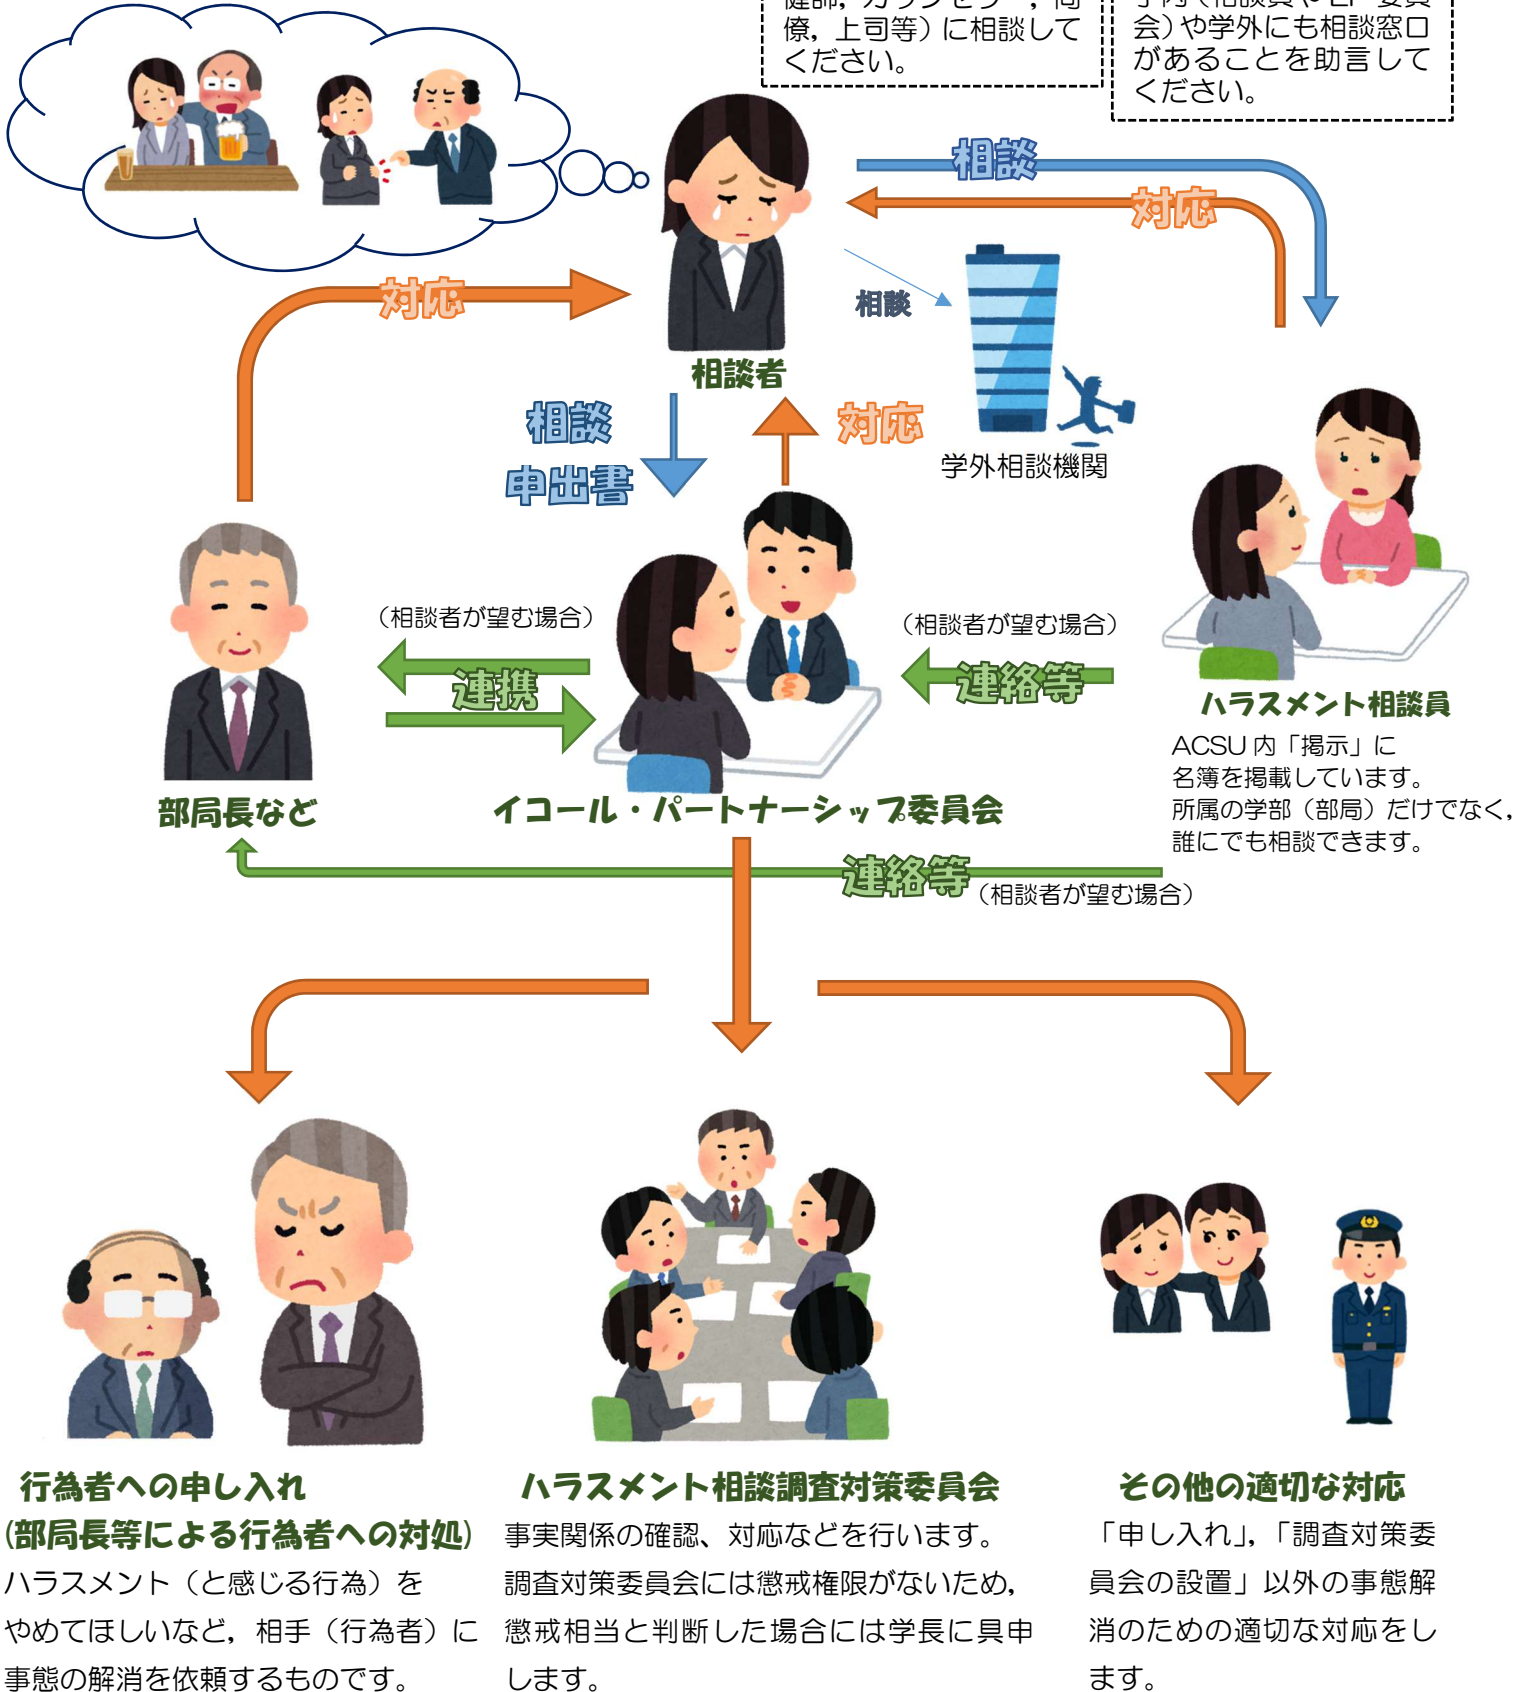 健師，カウンセラー，同
僚，上司等）に相談して
ください。
学内（相談員や EP 委員
会）や学外にも相談窓口
があることを助言して
ください。
相談
対応
対応
相談
相談者
相談
申出書
対応
学外相談機関
（相談者が望む場合）
連携
（相談者が望む場合）
連絡等
ハラスメント相談員
ACSU 内「掲示」に
名簿を掲載しています。
所属の学部（部局）だけでなく，
誰にでも相談できます。
部局長など
イコール・パートナーシップ委員会
連絡等
（相談者が望む場合）
行為者への申し入れ
(部局長等による行為者への対処)
ハラスメント（と感じる行為）を
やめてほしいなど，相手（行為者）に
事態の解消を依頼するものです。
ハラスメント相談調査対策委員会
事実関係の確認、対応などを行います。
調査対策委員会には懲戒権限がないため，
懲戒相当と判断した場合には学長に具申
します。
その他の適切な対応
「申し入れ」，「調査対策委
員会の設置」以外の事態解
消のための適切な対応をし
ます。